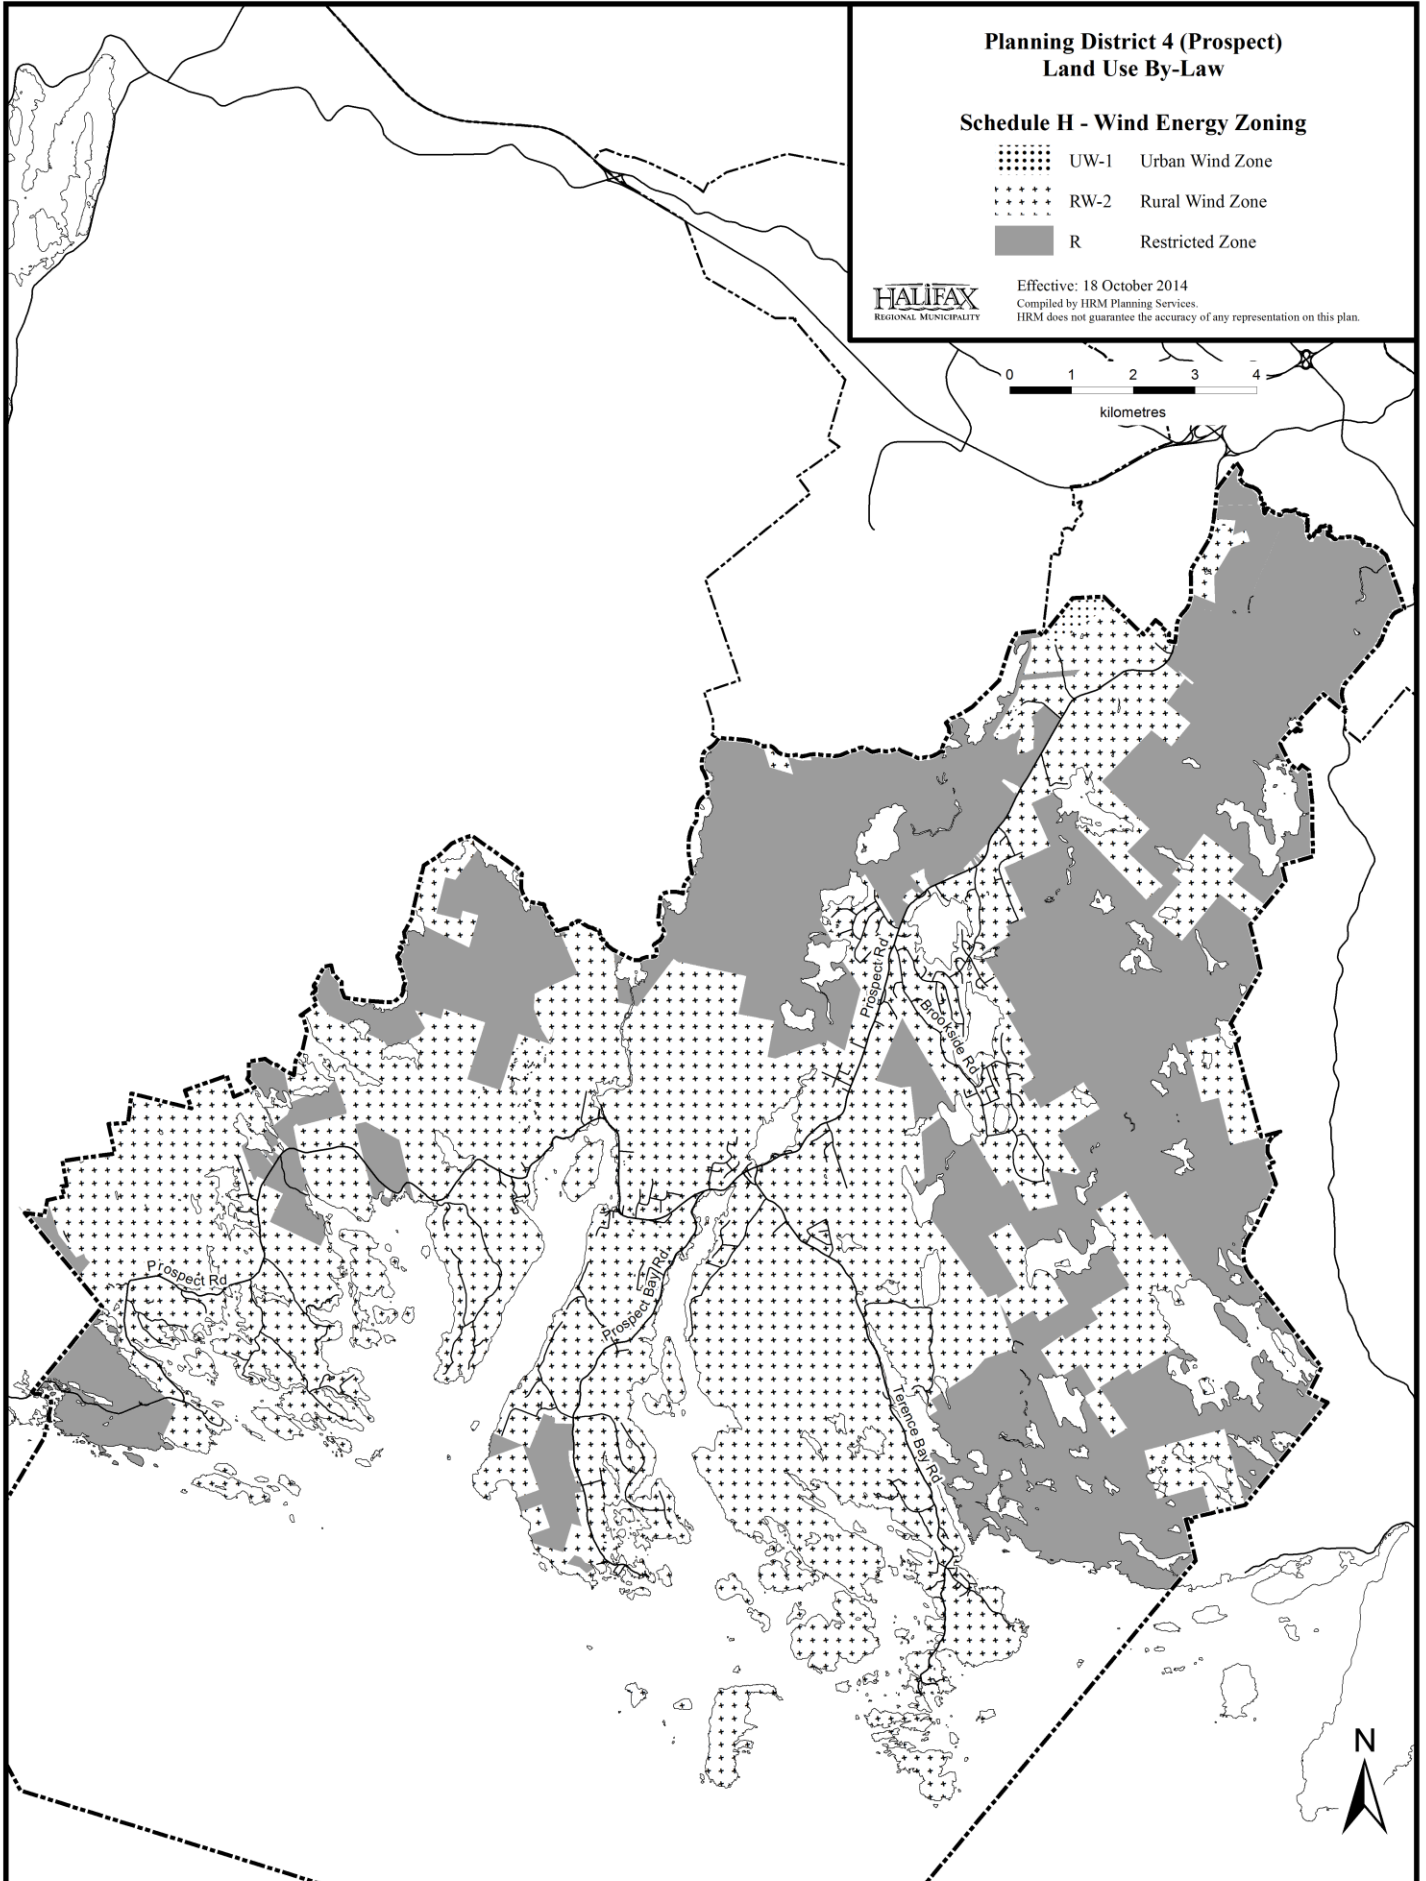 Planning District 4 (Prospect)
Land Use By-Law
Schedule H - Wind Energy Zoning
UW-1 Urban Wind Zone
RW-2 Rural Wind Zone
R Restricted Zone
HALIFAX
REGIONAL MUNICIPALITY
Effective: 18 October 2014
Compiled by HRM Planning Services.
HRM does not guarantee the accuracy of any representation on this plan.
0 1 2 3 4
kilometres
Prospect Rd
Brookside Rd
Prospect Rd
Prospect Bay Rd
Terence Bay Rd
N